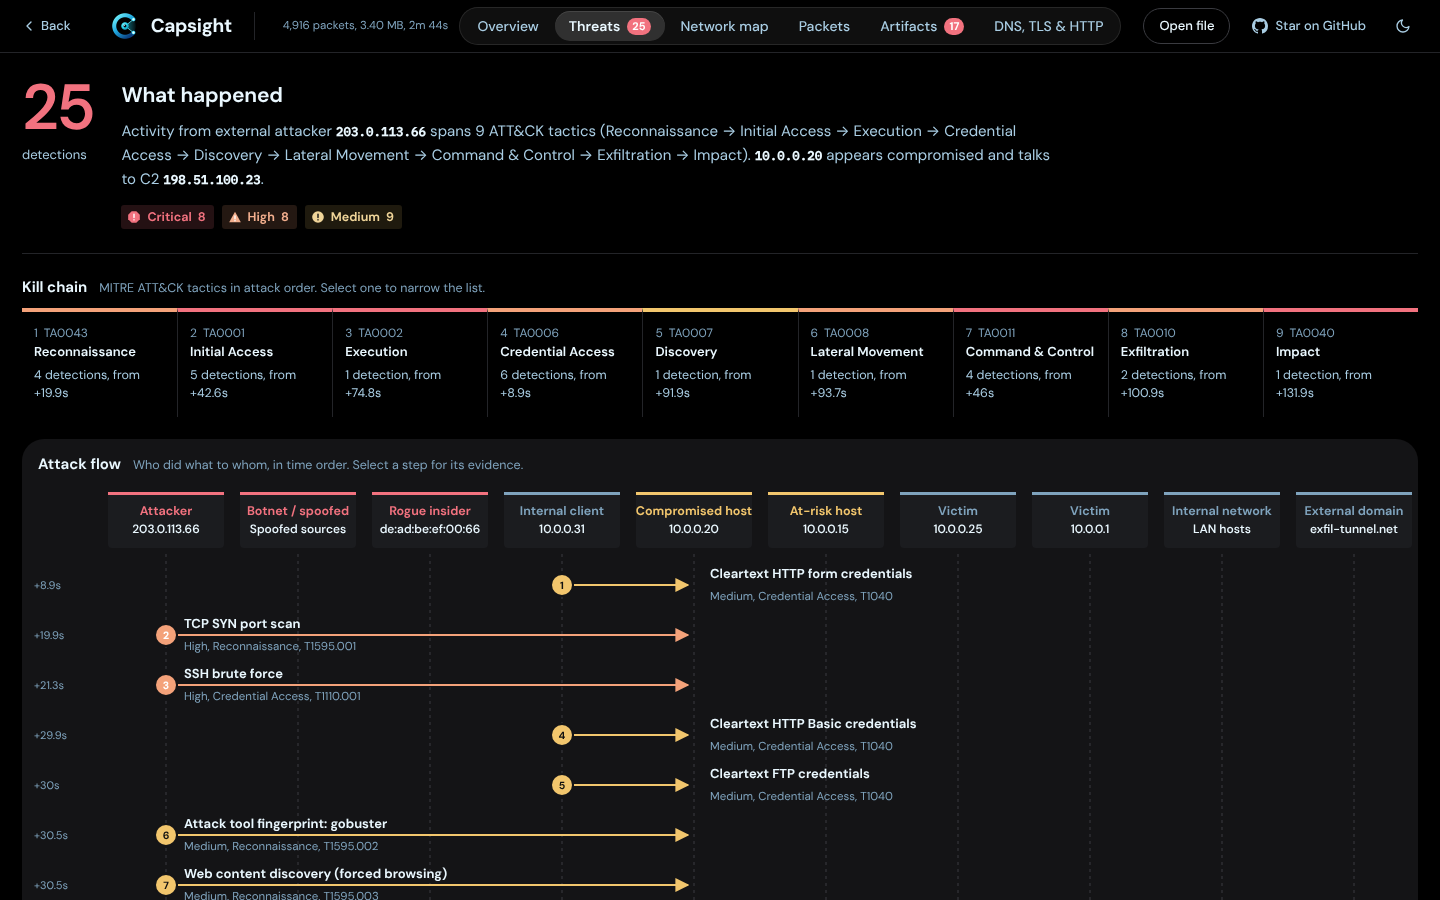 Back
Capsight
4,916 packets, 3.40 MB, 2m 44s
Overview
Threats 25
Network map
Packets
Artifacts 17
DNS, TLS & HTTP
Open file
Star on GitHub
25
detections
What happened
Activity from external attacker 203.0.113.66 spans 9 ATT&CK tactics (Reconnaissance → Initial Access → Execution → Credential
Access → Discovery → Lateral Movement → Command & Control → Exfiltration → Impact). 10.0.0.20 appears compromised and talks
to C2 198.51.100.23.
Critical 8
High 8
Medium 9
Kill chain
MITRE ATT&CK tactics in attack order. Select one to narrow the list.
1 TA0043
Reconnaissance
4 detections, from
+19.9s
2 TA0001
Initial Access
5 detections, from
+42.6s
3 TA0002
Execution
1 detection, from
+74.8s
4 TA0006
Credential Access
6 detections, from
+8.9s
5 TA0007
Discovery
1 detection, from
+91.9s
6 TA0008
Lateral Movement
1 detection, from
+93.7s
7 TA0011
Command & Control
4 detections, from
+46s
8 TA0010
Exfiltration
2 detections, from
+100.9s
9 TA0040
Impact
1 detection, from
+131.9s
Attack flow
Who did what to whom, in time order. Select a step for its evidence.
Attacker
203.0.113.66
Botnet / spoofed
Spoofed sources
Rogue insider
de:ad:be:ef:00:66
Internal client
10.0.0.31
Compromised host
10.0.0.20
At-risk host
10.0.0.15
Victim
10.0.0.25
Victim
10.0.0.1
Internal network
LAN hosts
External domain
exfil-tunnel.net
+8.9s
1
Cleartext HTTP form credentials
Medium, Credential Access, T1040
+19.9s
2
TCP SYN port scan
High, Reconnaissance, T1595.001
+21.3s
3
SSH brute force
High, Credential Access, T1110.001
+29.9s
4
Cleartext HTTP Basic credentials
Medium, Credential Access, T1040
+30s
5
Cleartext FTP credentials
Medium, Credential Access, T1040
+30.5s
6
Attack tool fingerprint: gobuster
Medium, Reconnaissance, T1595.002
+30.5s
7
Web content discovery (forced browsing)
Medium, Reconnaissance, T1595.003